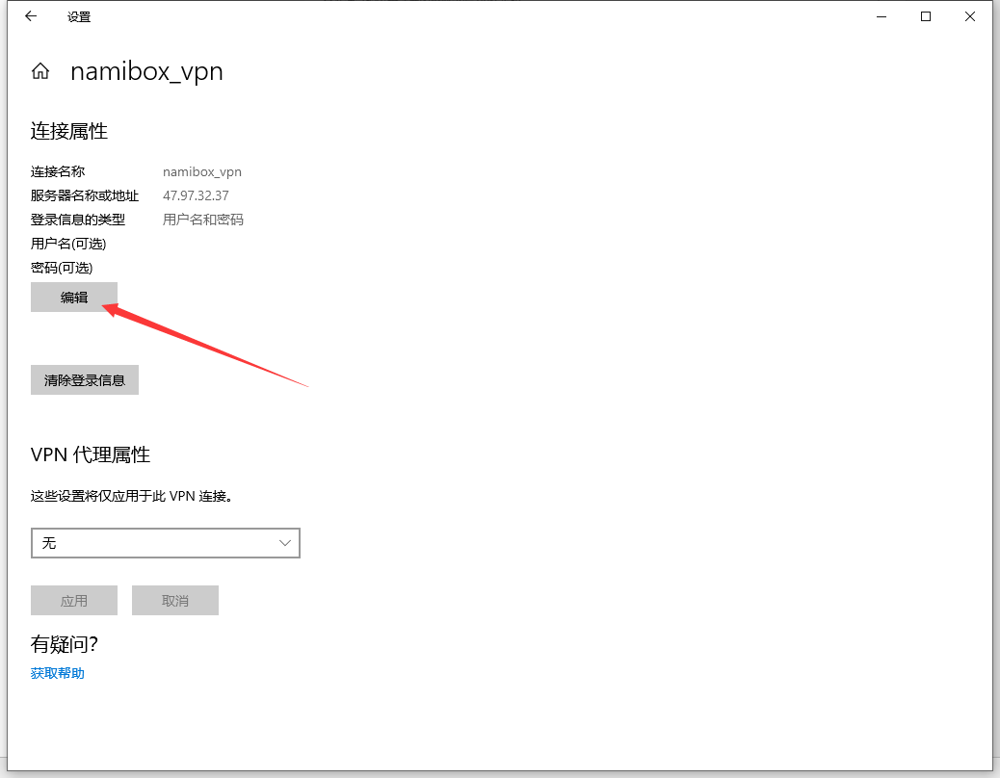 设置
namibox_vpn
连接属性
连接名称 namibox_vpn
服务器名称或地址 47.97.32.37
登录信息的类型 用户名和密码
用户名(可选)
密码(可选)
编辑
清除登录信息
VPN 代理属性
这些设置将仅应用于此 VPN 连接。
无
应用 取消
有疑问?
获取帮助